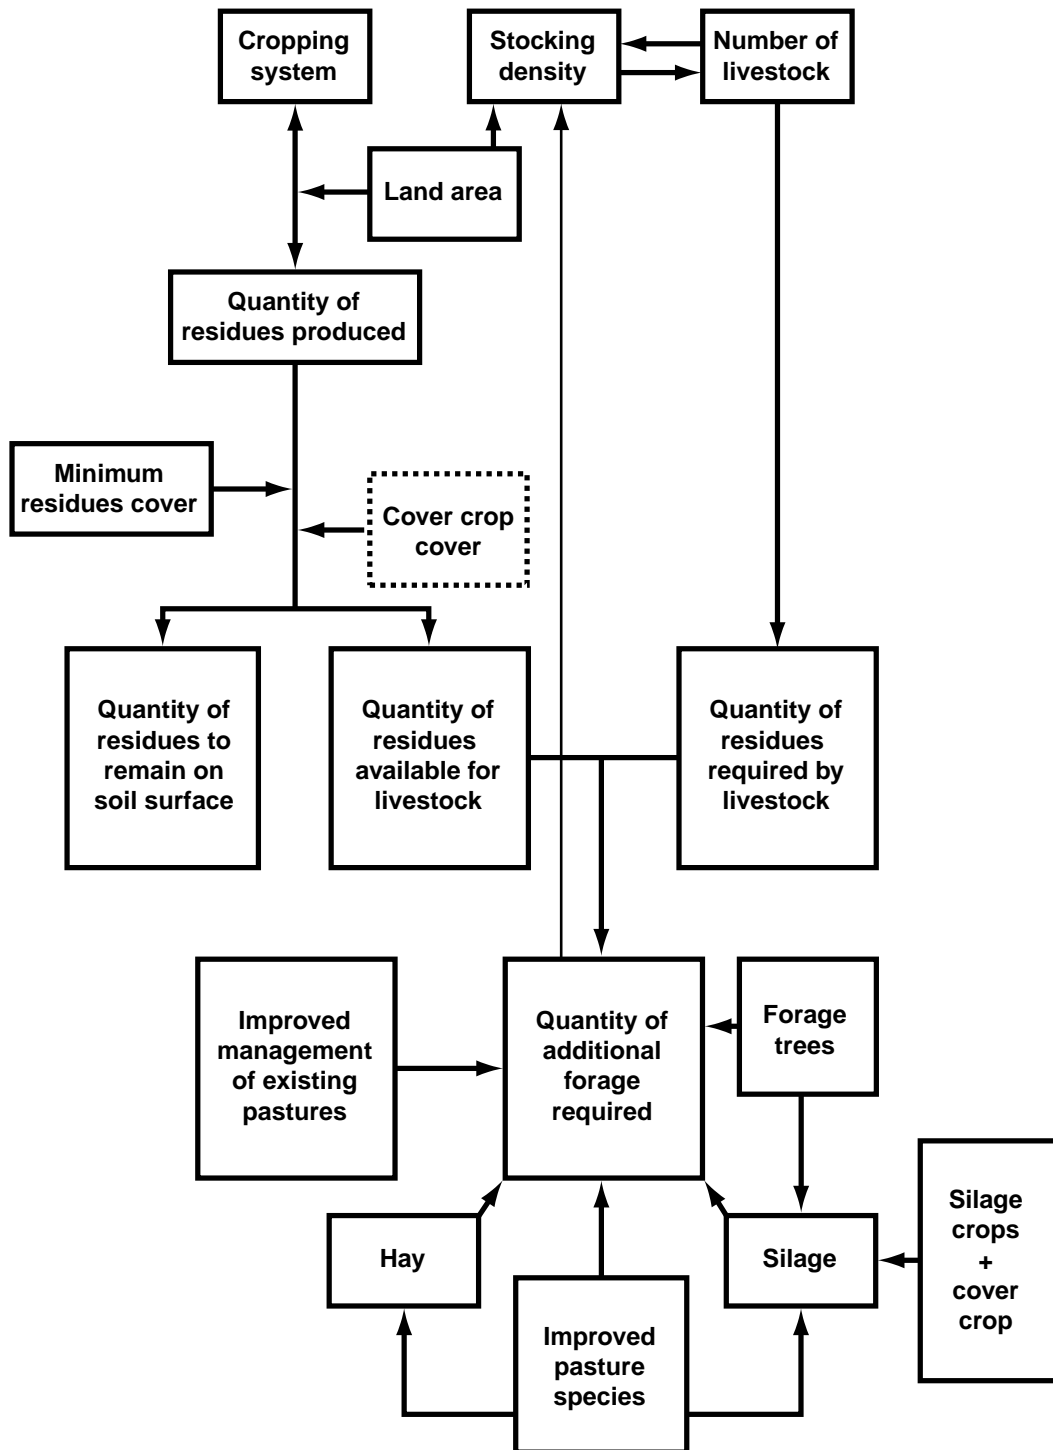 Cropping
system
Stocking
density
Number of
livestock
Land area
Quantity of
residues produced
Minimum
residues cover
Cover crop
cover
Quantity of
residues to
remain on
soil surface
Quantity of
residues
available for
livestock
Quantity of
residues
required by
livestock
Improved
management
of existing
pastures
Quantity of
additional
forage
required
Forage
trees
Hay
Silage
Silage
crops
+
cover
crop
Improved
pasture
species